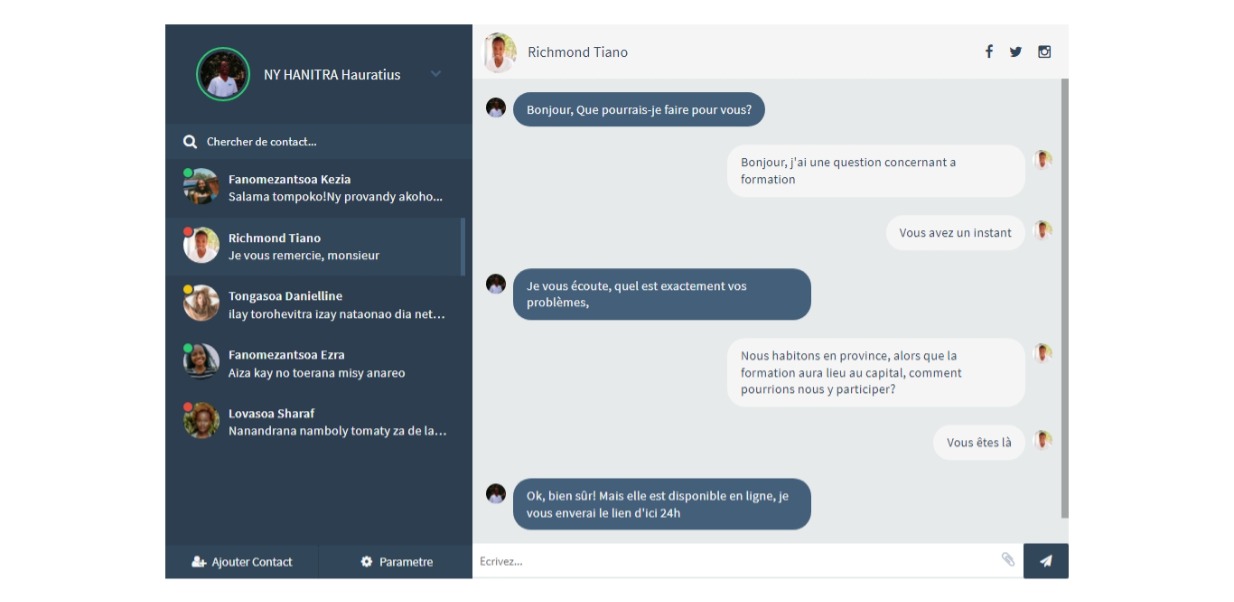 NY HANITRA Hauratius
Chercher de contact...
Fanomezantsoa Kezia
Salama tompoko!Ny provandy akoho...
Richmond Tiano
Je vous remercie, monsieur
Tongasoa Danielline
ilay torohevitra izay nataonao dia net...
Fanomezantsoa Ezra
Aiza kay no toerana misy anareo
Lovasoa Sharaf
Nanandrana namboly tomaty za de la...
Ajouter Contact
Parametre
Richmond Tiano
Bonjour, Que pourrais-je faire pour vous?
Bonjour, j'ai une question concernant a
formation
Vous avez un instant
Je vous écoute, quel est exactement vos
problèmes,
Nous habitons en province, alors que la
formation aura lieu au capital, comment
pourrions nous y participer?
Vous êtes là
Ok, bien sûr! Mais elle est disponible en ligne, je
vous enverai le lien d'ici 24h
Ecrivez...